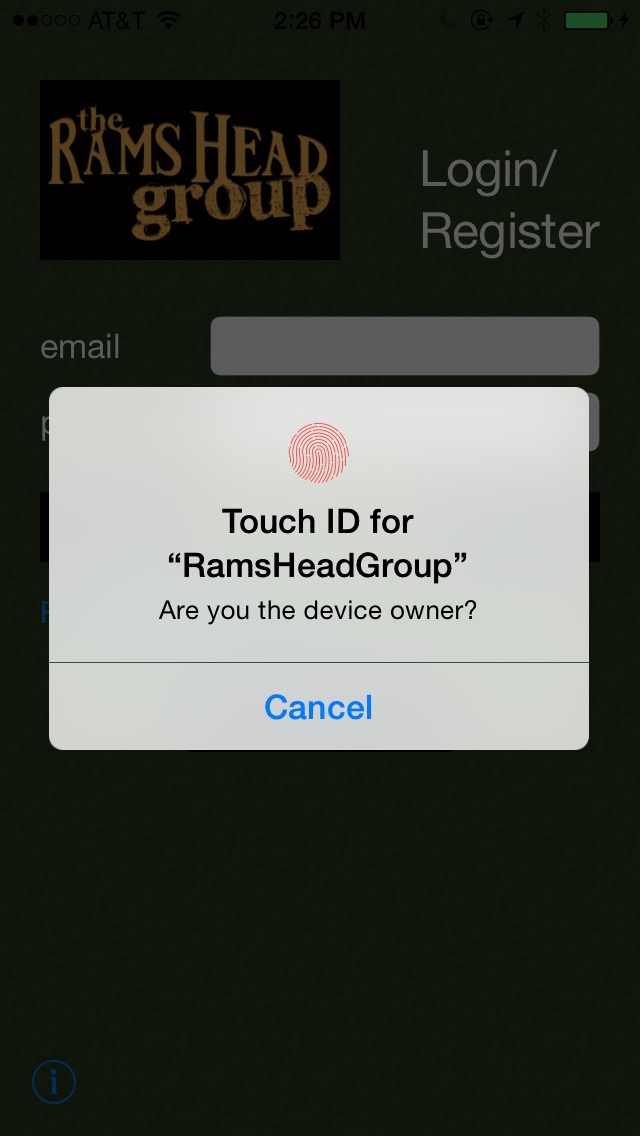 AT&T 2:26 PM
the
RAMS HEAD
group
Login/
Register
email
Touch ID for
“RamsHeadGroup”
Are you the device owner?
Cancel
i